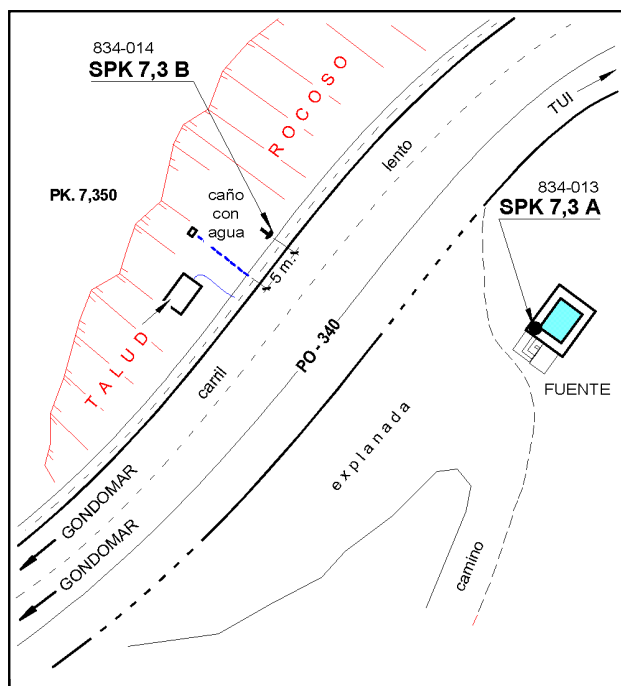 834-014
SPK 7,3 B
ROCOSO
TUI
lento
PK. 7,350
caño
con
agua
834-013
SPK 7,3 A
5 m.
TALUD
PO - 340
carril
FUENTE
explanada
GONDOMAR
GONDOMAR
camino